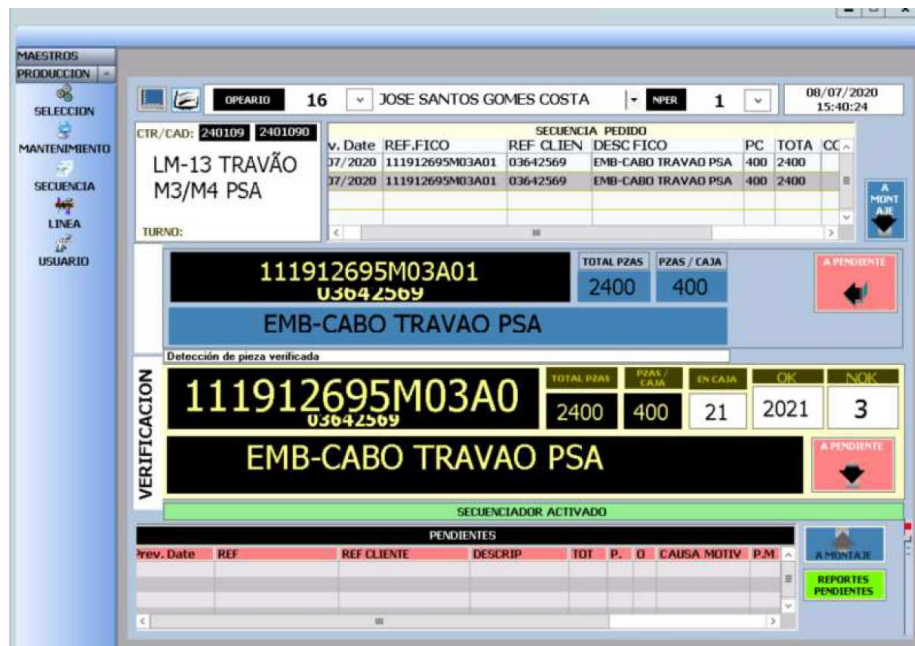 MAESTROS
PRODUCCION
SELECCION
MANTENIMIENTO
SECUENCIA
LINEA
USUARIO
OPEARIO 16 JOSE SANTOS GOMES COSTA NPER 1
08/07/2020
15:40:24
CTR/CAD: 240109 2401090
LM-13 TRAVÃO
M3/M4 PSA
TURNO:
SECUENCIA PEDIDO
v. Date REF.FICO REF CLIEN DESC FICO PC TOTA CC
07/2020 111912695M03A01 03642569 EMB-CABO TRAVAO PSA 400 2400
07/2020 111912695M03A01 03642569 EMB-CABO TRAVAO PSA 400 2400
A
MONT
AJE
111912695M03A01
03642569
TOTAL PZAS PZAS / CAJA
2400 400
A PENDIENTE
EMB-CABO TRAVAO PSA
Detección de pieza verificada
VERIFICACION
111912695M03A0
03642569
TOTAL PZAS PZAS / CAJA EN CAJA OK NOK
2400 400 21 2021 3
EMB-CABO TRAVAO PSA
A PENDIENTE
SECUENCIADOR ACTIVADO
PENDIENTES
Prev. Date REF REF CLIENTE DESCRIP TOT P. O CAUSA MOTIV P.M
A MONTAJE
REPORTES
PENDIENTES